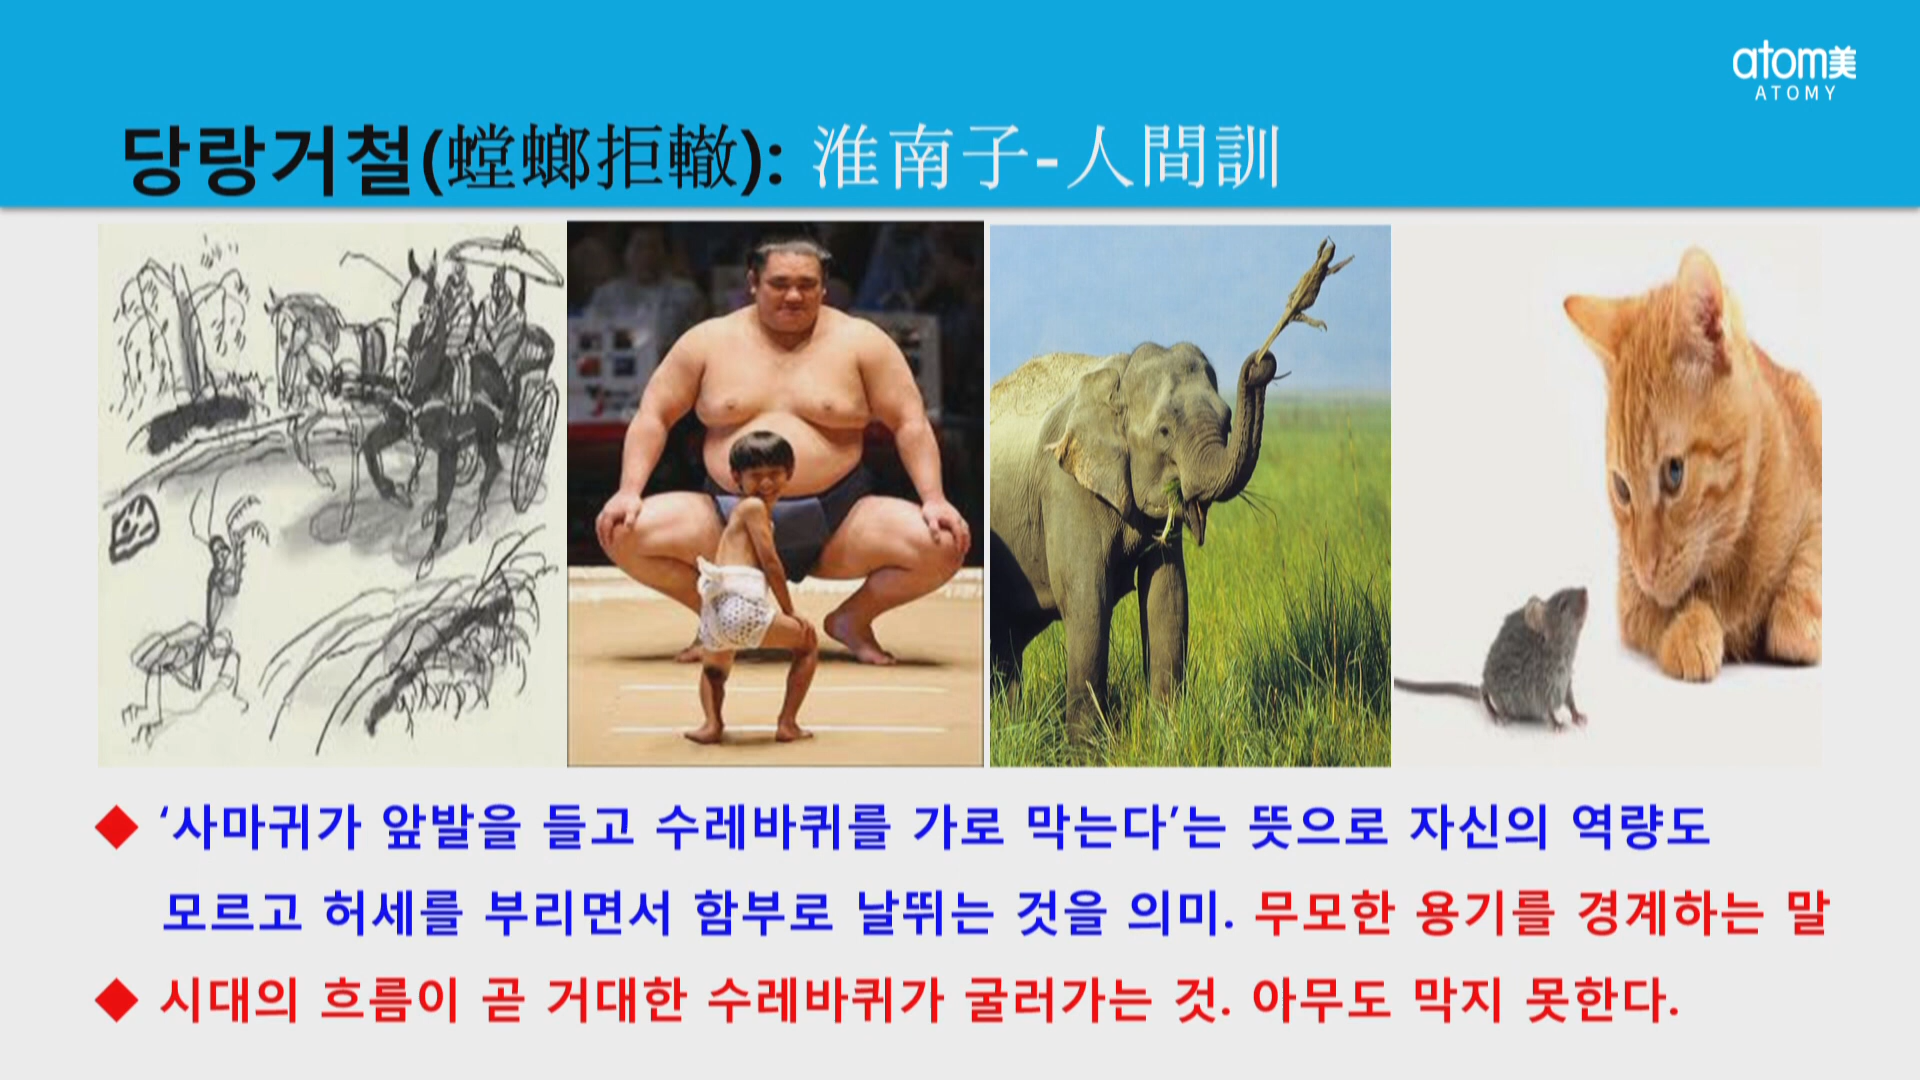 atom美
ATOMY
당랑거철(螳螂拒轍): 淮南子-人間訓
◆ ‘사마귀가 앞발을 들고 수레바퀴를 가로 막는다’는 뜻으로 자신의 역량도
모르고 허세를 부리면서 함부로 날뛰는 것을 의미. 무모한 용기를 경계하는 말
◆ 시대의 흐름이 곧 거대한 수레바퀴가 굴러가는 것. 아무도 막지 못한다.